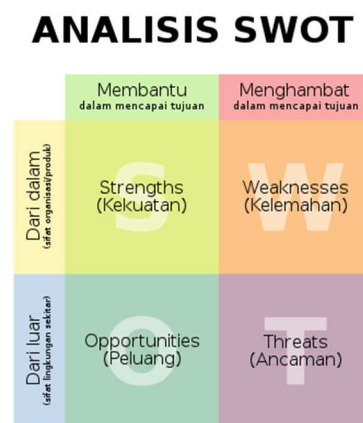 ANALISIS SWOT
Membantu
dalam mencapai tujuan
Menghambat
dalam mencapai tujuan
Dari dalam
(sifat organisasi/produk)
S
Strengths
(Kekuatan)
W
Weaknesses
(Kelemahan)
Dari luar
(sifat lingkungan sekitar)
O
Opportunities
(Peluang)
T
Threats
(Ancaman)